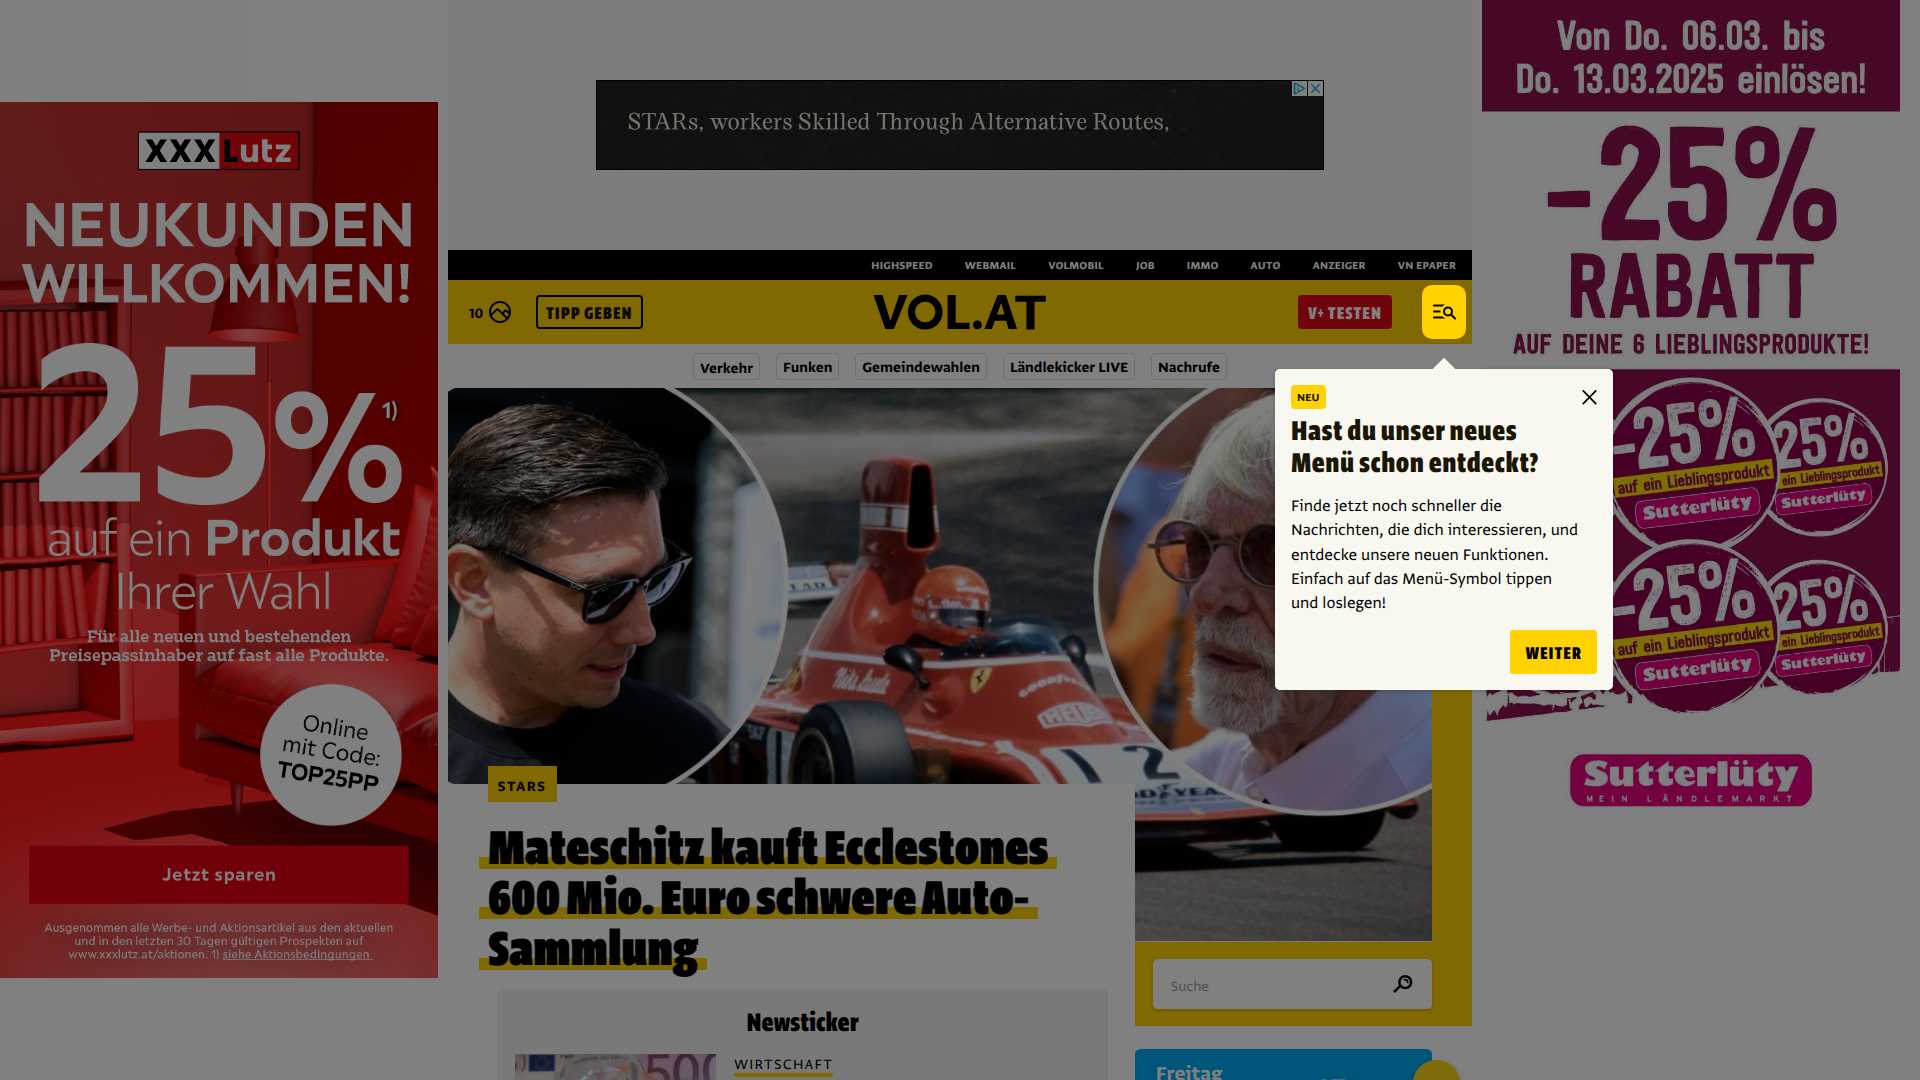 Von Do. 06.03. bis
Do. 13.03.2025 einlösen!
-25%
RABATT
AUF DEINE 6 LIEBLINGSPRODUKTE!
-25%
auf ein Lieblingsprodukt
Sutterlüty
25%
ein Lieblingsprodukt
Sutterlüty
-25%
auf ein Lieblingsprodukt
Sutterlüty
25%
ein Lieblingsprodukt
Sutterlüty
Sutterlüty
MEIN LÄNDLEMARKT
STARs, workers Skilled Through Alternative Routes,
XXXLutz
NEUKUNDEN
WILLKOMMEN!
25%1)
auf ein Produkt
Ihrer Wahl
Für alle neuen und bestehenden
Preisepassinhaber auf fast alle Produkte.
Online
mit Code:
TOP25PP
Jetzt sparen
Ausgenommen alle Werbe- und Aktionsartikel aus den aktuellen
und in den letzten 30 Tagen gültigen Prospekten auf
www.xxxlutz.at/aktionen. 1) siehe Aktionsbedingungen
HIGHSPEED WEBMAIL VOLMOBIL JOB IMMO AUTO ANZEIGER VN EPAPER
10 TIPP GEBEN VOL.AT V+ TESTEN
Verkehr Funken Gemeindewahlen Ländlekicker LIVE Nachrufe
NEU
Hast du unser neues
Menü schon entdeckt?
Finde jetzt noch schneller die
Nachrichten, die dich interessieren, und
entdecke unsere neuen Funktionen.
Einfach auf das Menü-Symbol tippen
und loslegen!
WEITER
Niki Lauda
goodyear
HEUER
12
GOODYEAR
STARS
Mateschitz kauft Ecclestones
600 Mio. Euro schwere Auto-
Sammlung
Suche
Newsticker
WIRTSCHAFT
500
Freitag